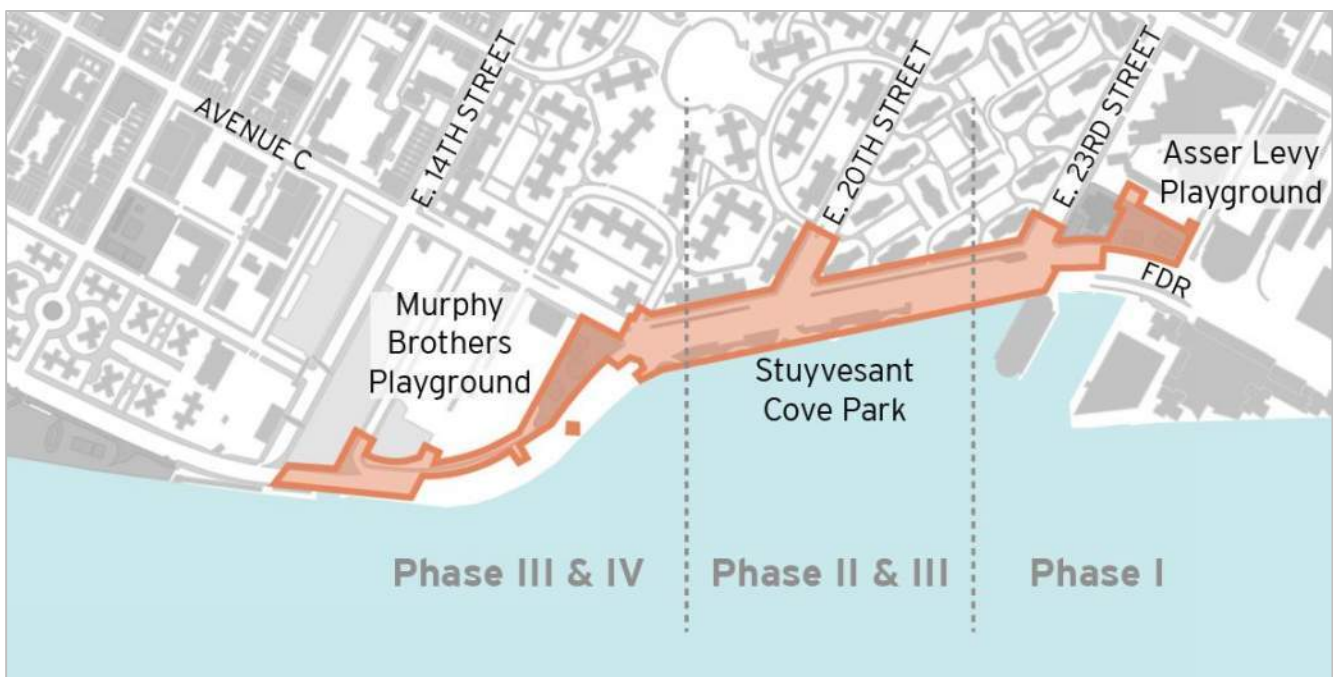 AVENUE C
E. 14TH STREET
E. 20TH STREET
E. 23RD STREET
Asser Levy
Playground
FDR
Murphy
Brothers
Playground
Stuyvesant
Cove Park
Phase III & IV
Phase II & III
Phase I